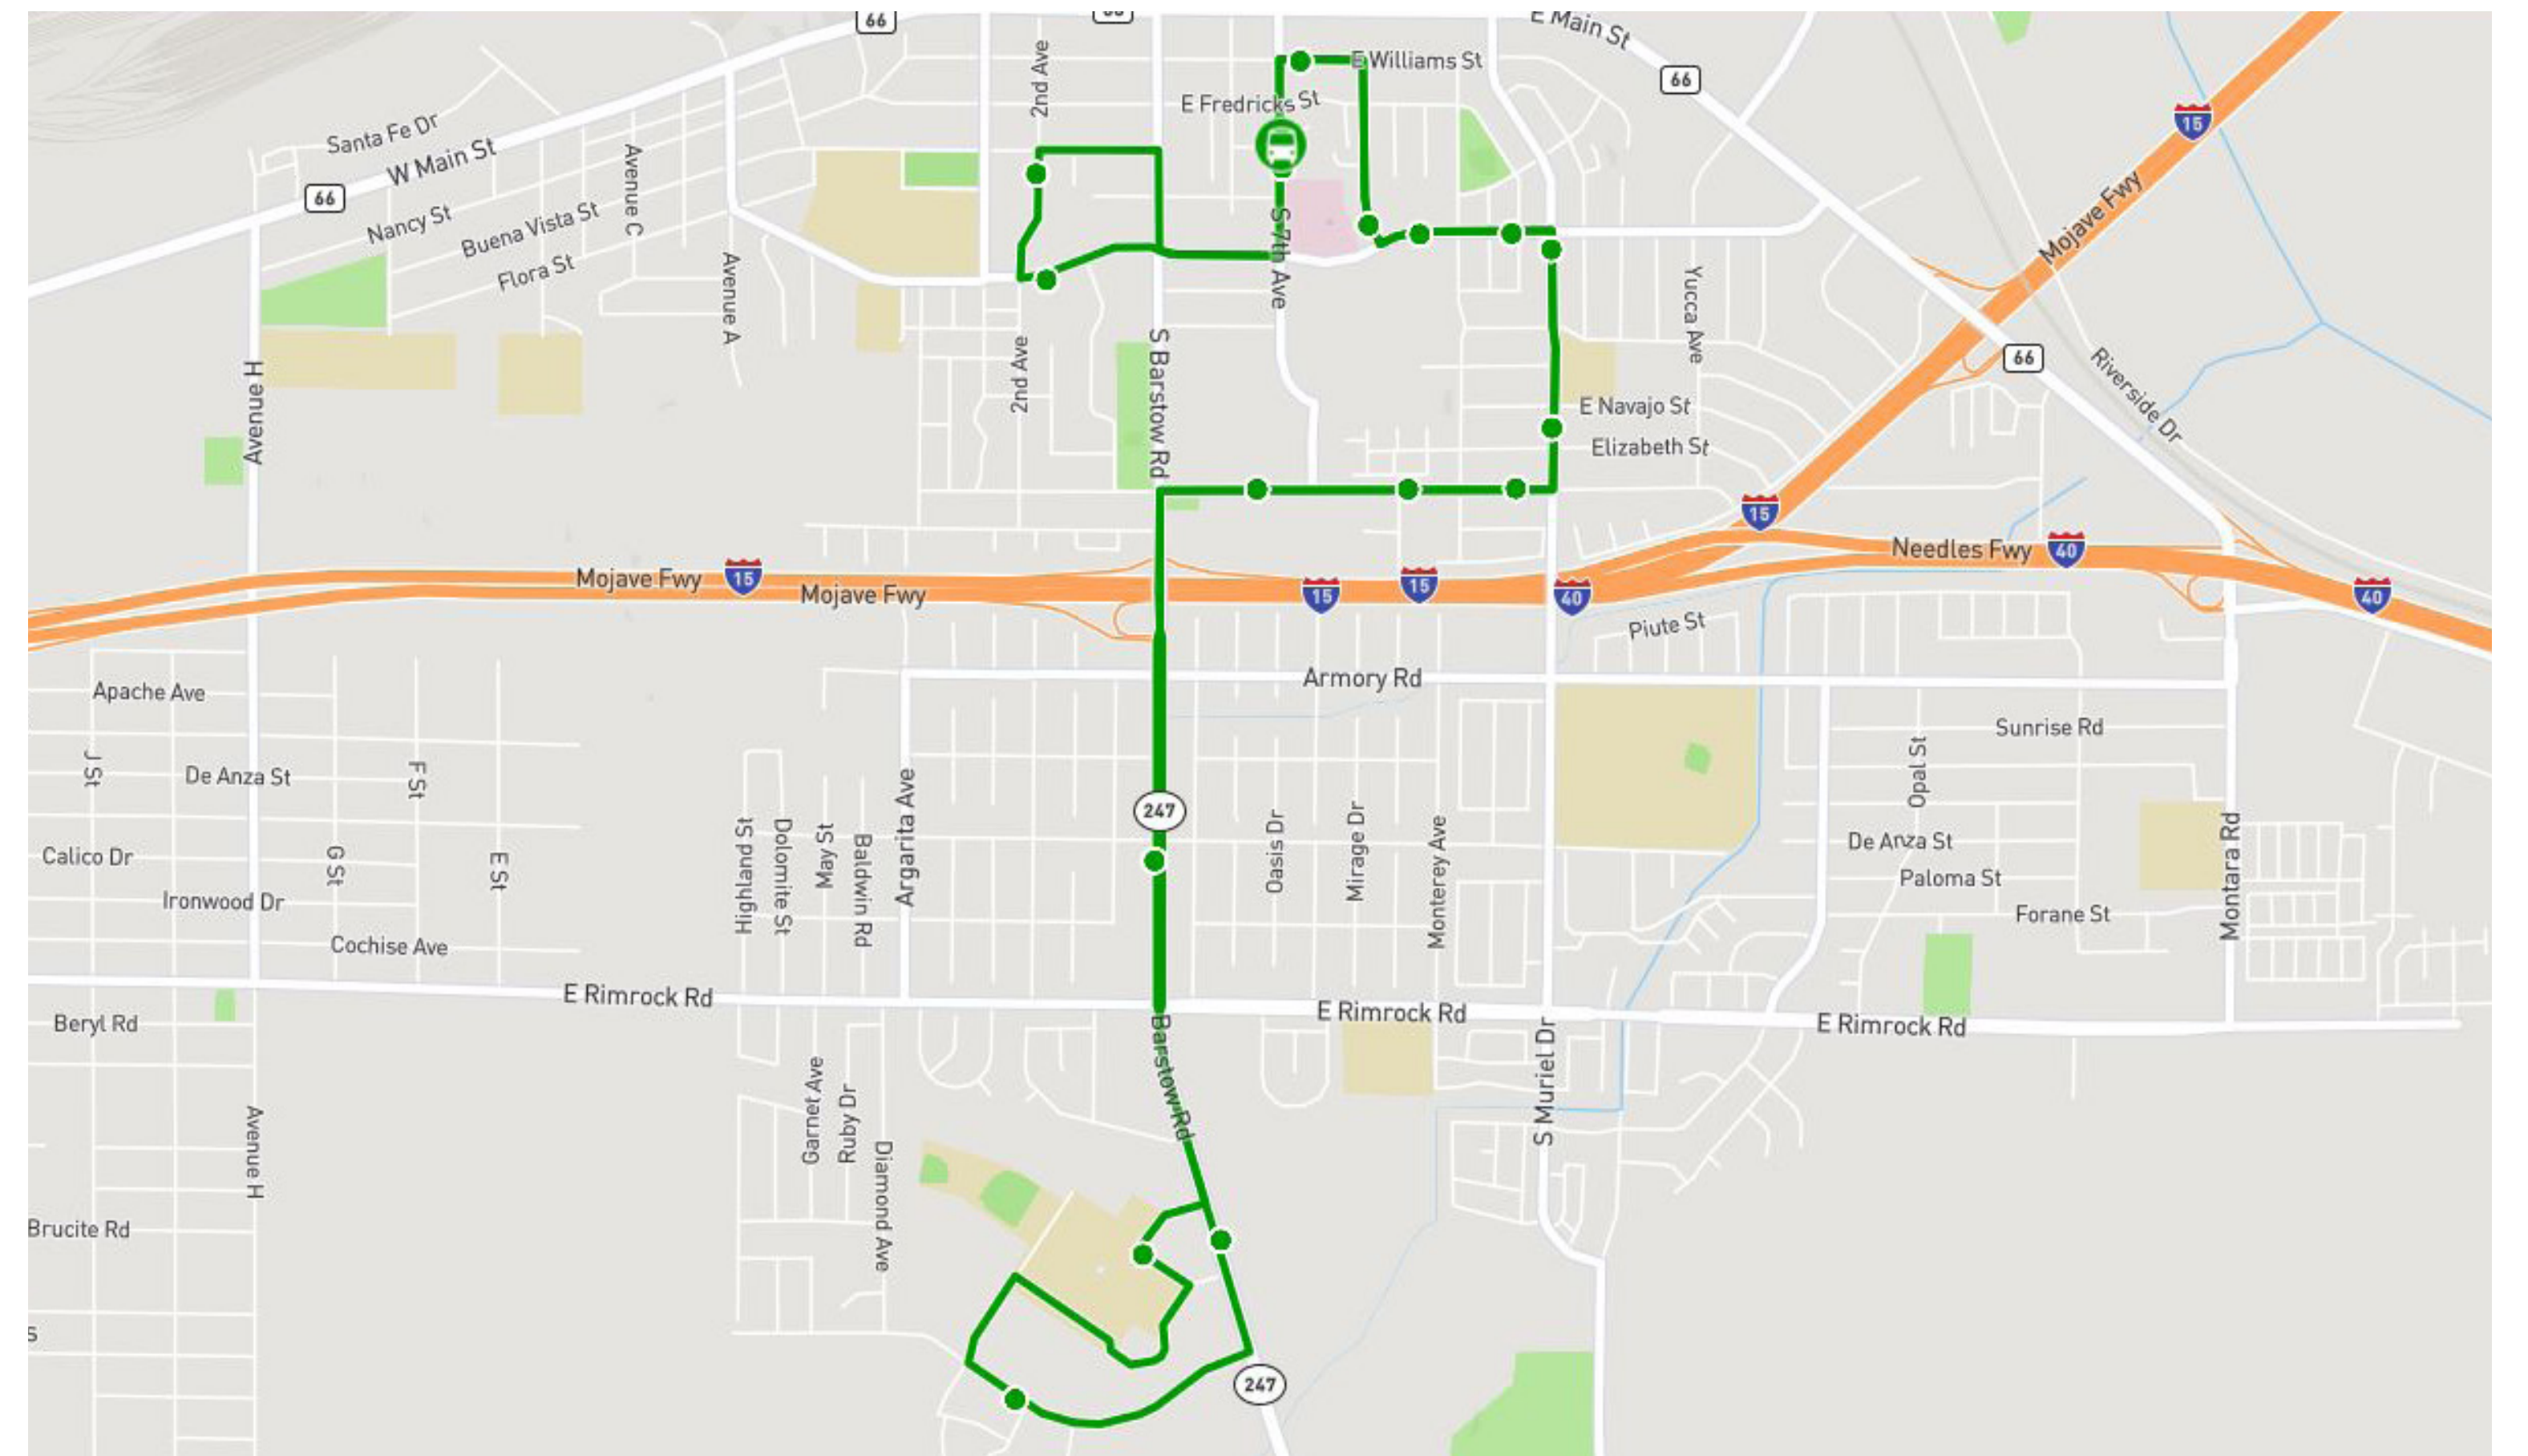 66
E Main St
E Williams St
66
2nd Ave
E Fredricks St
15
Santa Fe Dr
W Main St
66
Avenue C
Nancy St
Buena Vista St
Flora St
Mojave Fwy
S 7th Ave
Avenue A
Yucca Ave
S Barstow Rd
2nd Ave
66
Riverside Dr
Avenue H
E Navajo St
Elizabeth St
15
Needles Fwy
40
Mojave Fwy
15
Mojave Fwy
15
15
40
40
Piute St
Armory Rd
Apache Ave
Sunrise Rd
J St
De Anza St
F St
Opal St
247
Highland St
Dolomite St
May St
Baldwin Rd
Argarita Ave
Oasis Dr
Mirage Dr
Monterey Ave
De Anza St
Montara Rd
Calico Dr
G St
E St
Paloma St
Ironwood Dr
Forane St
Cochise Ave
E Rimrock Rd
E Rimrock Rd
E Rimrock Rd
Beryl Rd
Barstow Rd
S Muriel Dr
Garnet Ave
Ruby Dr
Avenue H
Diamond Ave
Brucite Rd
s
247